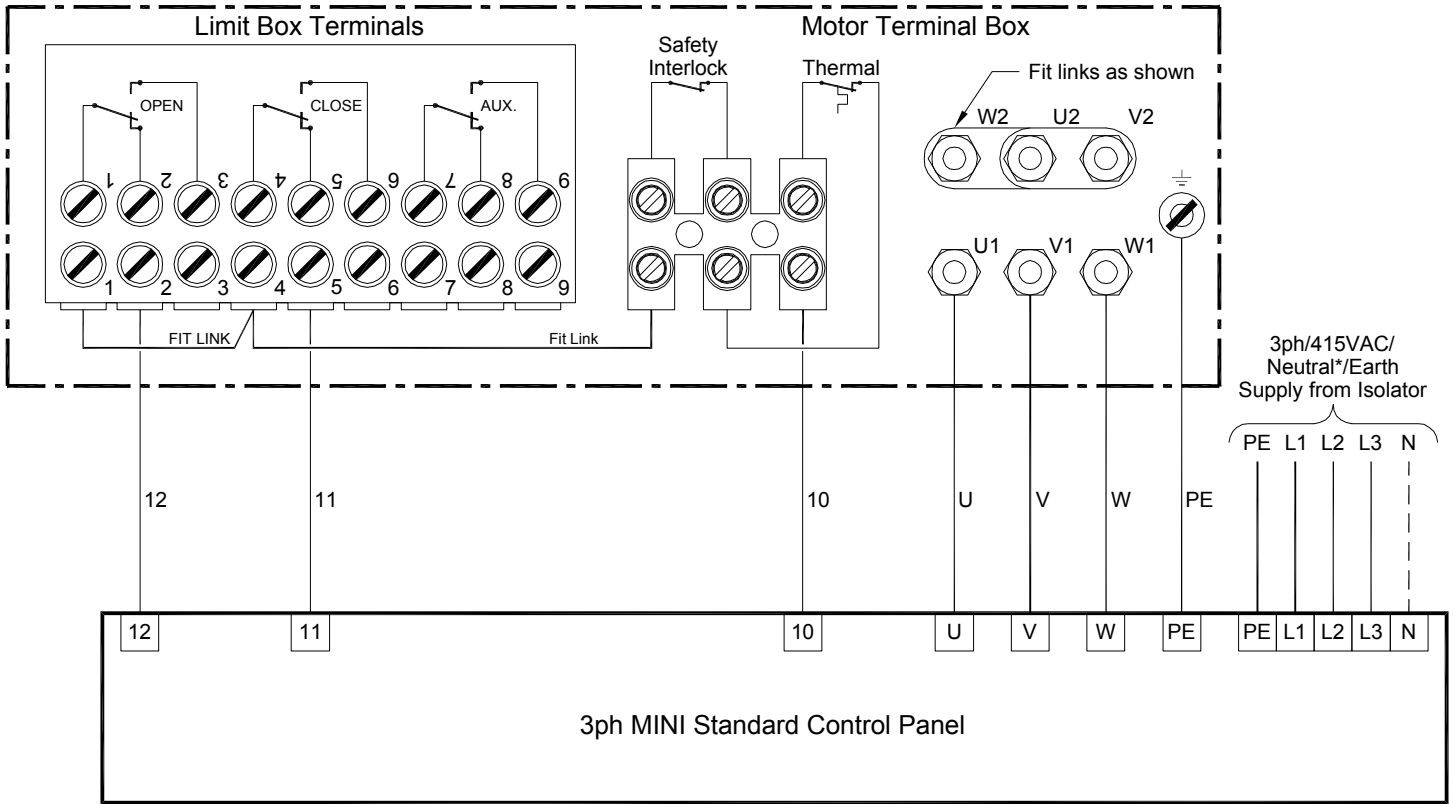 Limit Box Terminals
Motor Terminal Box
Safety
Interlock
Thermal
Fit links as shown
OPEN
CLOSE
AUX.
W2
U2
V2
1
2
3
4
5
6
7
8
9
U1
V1
W1
1
2
3
4
5
6
7
8
9
FIT LINK
Fit Link
3ph/415VAC/
Neutral*/Earth
Supply from Isolator
PE L1 L2 L3 N
12
11
10
U
V
W
PE
12
11
10
U
V
W
PE
PE L1 L2 L3 N
3ph MINI Standard Control Panel